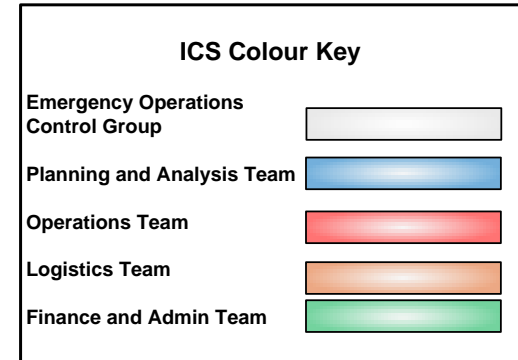 ICS Colour Key
Emergency Operations
Control Group
Planning and Analysis Team
Operations Team
Logistics Team
Finance and Admin Team